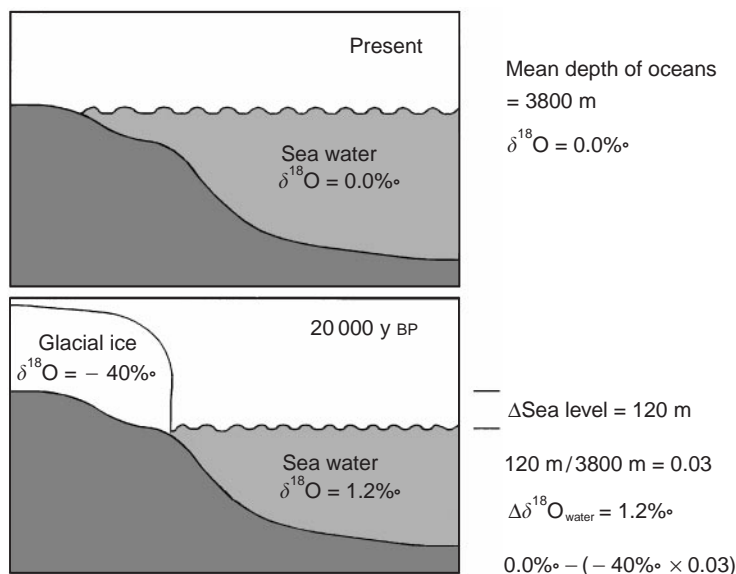 Present
Sea water
δ¹⁸O = 0.0‰
Mean depth of oceans
= 3800 m
δ¹⁸O = 0.0‰
20 000 y BP
Glacial ice
δ¹⁸O = − 40‰
Sea water
δ¹⁸O = 1.2‰
ΔSea level = 120 m
120 m/3800 m = 0.03
Δδ¹⁸Owater = 1.2‰
0.0‰ − (− 40‰ × 0.03)